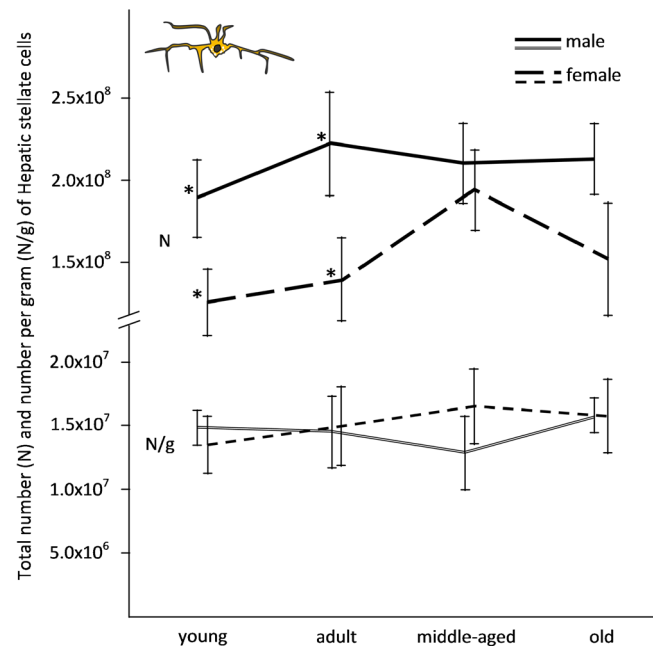 male
female
Total number (N) and number per gram (N/g) of Hepatic stellate cells
2.5x10⁸
2.0x10⁸
1.5x10⁸
2.0x10⁷
1.5x10⁷
1.0x10⁷
5.0x10⁶
*
*
*
*
N
N/g
young adult middle-aged old